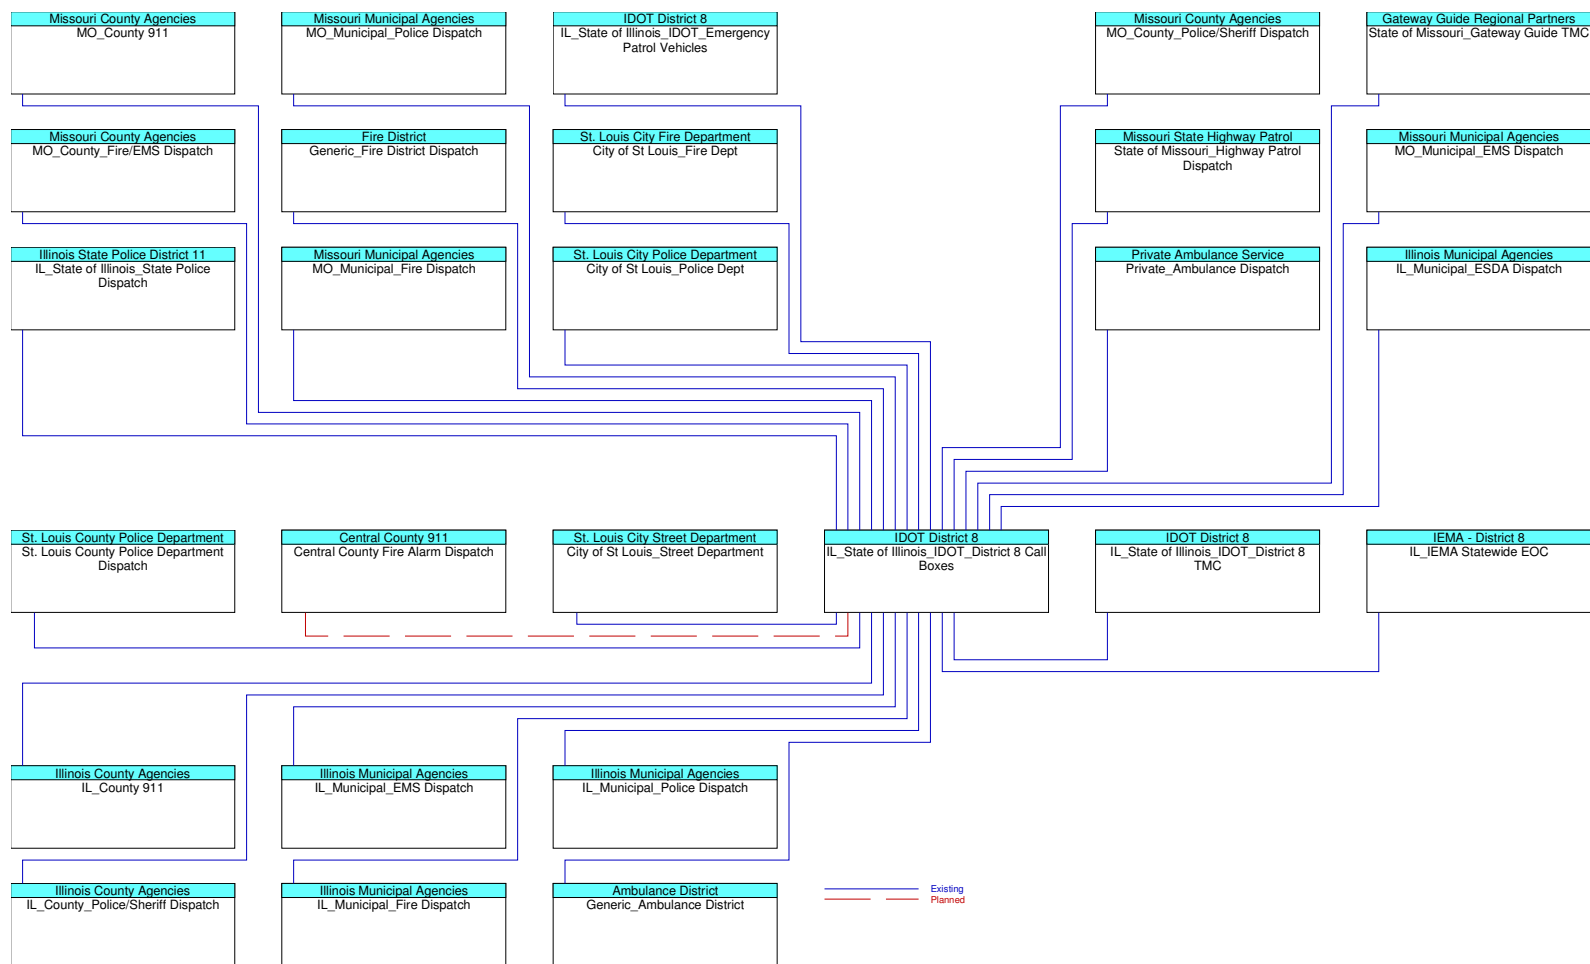 Missouri County Agencies
MO_County 911
Missouri Municipal Agencies
MO_Municipal_Police Dispatch
IDOT District 8
IL_State of Illinois_IDOT_Emergency
Patrol Vehicles
Missouri County Agencies
MO_County_Police/Sheriff Dispatch
Gateway Guide Regional Partners
State of Missouri_Gateway Guide TMC
Missouri County Agencies
MO_County_Fire/EMS Dispatch
Fire District
Generic_Fire District Dispatch
St. Louis City Fire Department
City of St Louis_Fire Dept
Missouri State Highway Patrol
State of Missouri_Highway Patrol
Dispatch
Missouri Municipal Agencies
MO_Municipal_EMS Dispatch
Illinois State Police District 11
IL_State of Illinois_State Police
Dispatch
Missouri Municipal Agencies
MO_Municipal_Fire Dispatch
St. Louis City Police Department
City of St Louis_Police Dept
Private Ambulance Service
Private_Ambulance Dispatch
Illinois Municipal Agencies
IL_Municipal_ESDA Dispatch
St. Louis County Police Department
St. Louis County Police Department
Dispatch
Central County 911
Central County Fire Alarm Dispatch
St. Louis City Street Department
City of St Louis_Street Department
IDOT District 8
IL_State of Illinois_IDOT_District 8 Call
Boxes
IDOT District 8
IL_State of Illinois_IDOT_District 8
TMC
IEMA - District 8
IL_IEMA Statewide EOC
Illinois County Agencies
IL_County 911
Illinois Municipal Agencies
IL_Municipal_EMS Dispatch
Illinois Municipal Agencies
IL_Municipal_Police Dispatch
Illinois County Agencies
IL_County_Police/Sheriff Dispatch
Illinois Municipal Agencies
IL_Municipal_Fire Dispatch
Ambulance District
Generic_Ambulance District
Existing
Planned